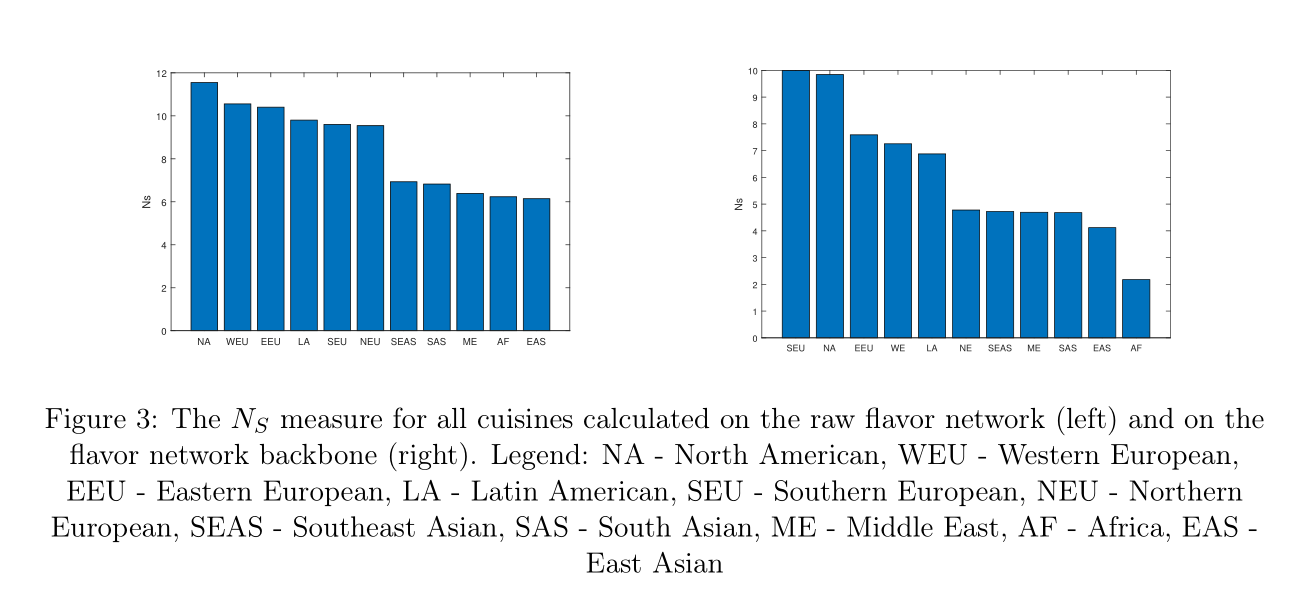 12
10
8
6
4
2
0
Ns
NA WEU EEU LA SEU NEU SEAS SAS ME AF EAS
10
9
8
7
6
5
4
3
2
1
0
Ns
SEU NA EEU WE LA NE SEAS ME SAS EAS AF
Figure 3: The N_S measure for all cuisines calculated on the raw flavor network (left) and on the
flavor network backbone (right). Legend: NA - North American, WEU - Western European,
EEU - Eastern European, LA - Latin American, SEU - Southern European, NEU - Northern
European, SEAS - Southeast Asian, SAS - South Asian, ME - Middle East, AF - Africa, EAS -
East Asian